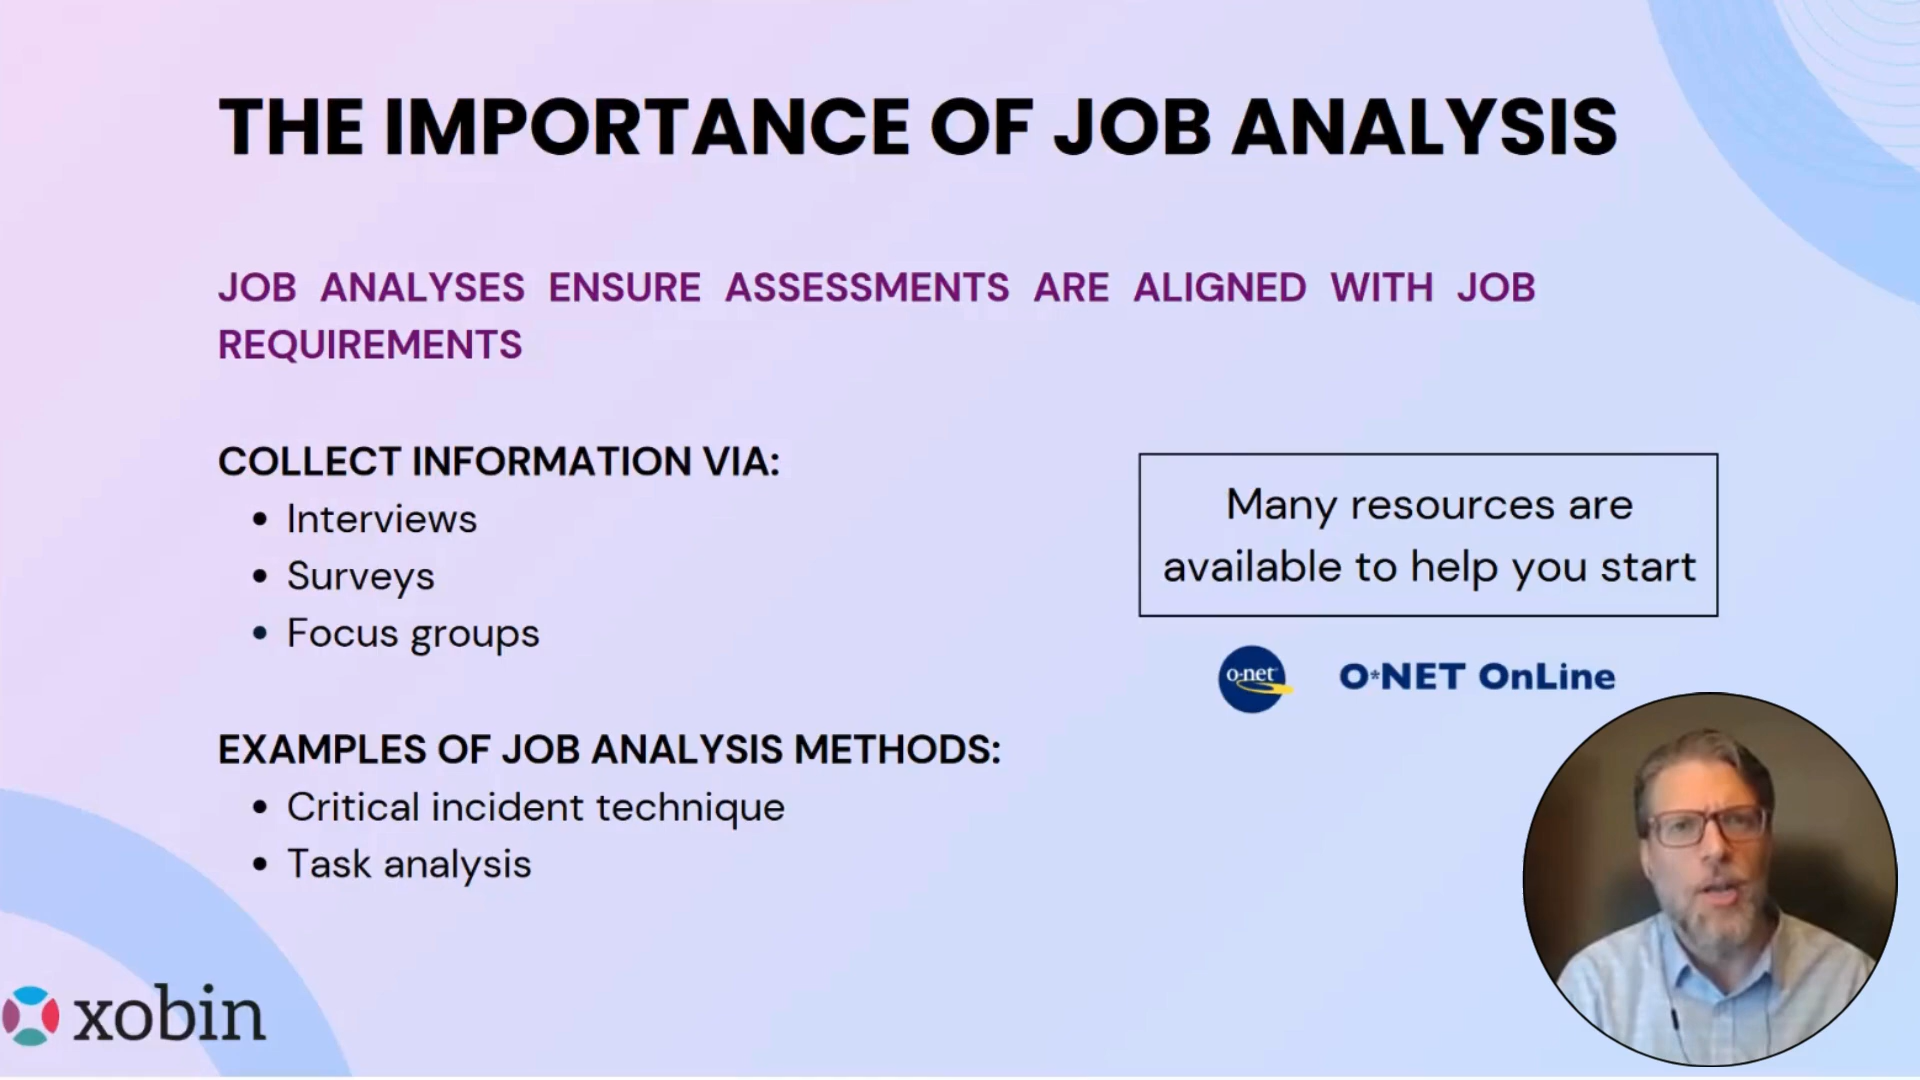 THE IMPORTANCE OF JOB ANALYSIS
JOB ANALYSES ENSURE ASSESSMENTS ARE ALIGNED WITH JOB
REQUIREMENTS
COLLECT INFORMATION VIA:
• Interviews
• Surveys
• Focus groups
Many resources are
available to help you start
o·net
O*NET OnLine
EXAMPLES OF JOB ANALYSIS METHODS:
• Critical incident technique
• Task analysis
xobin